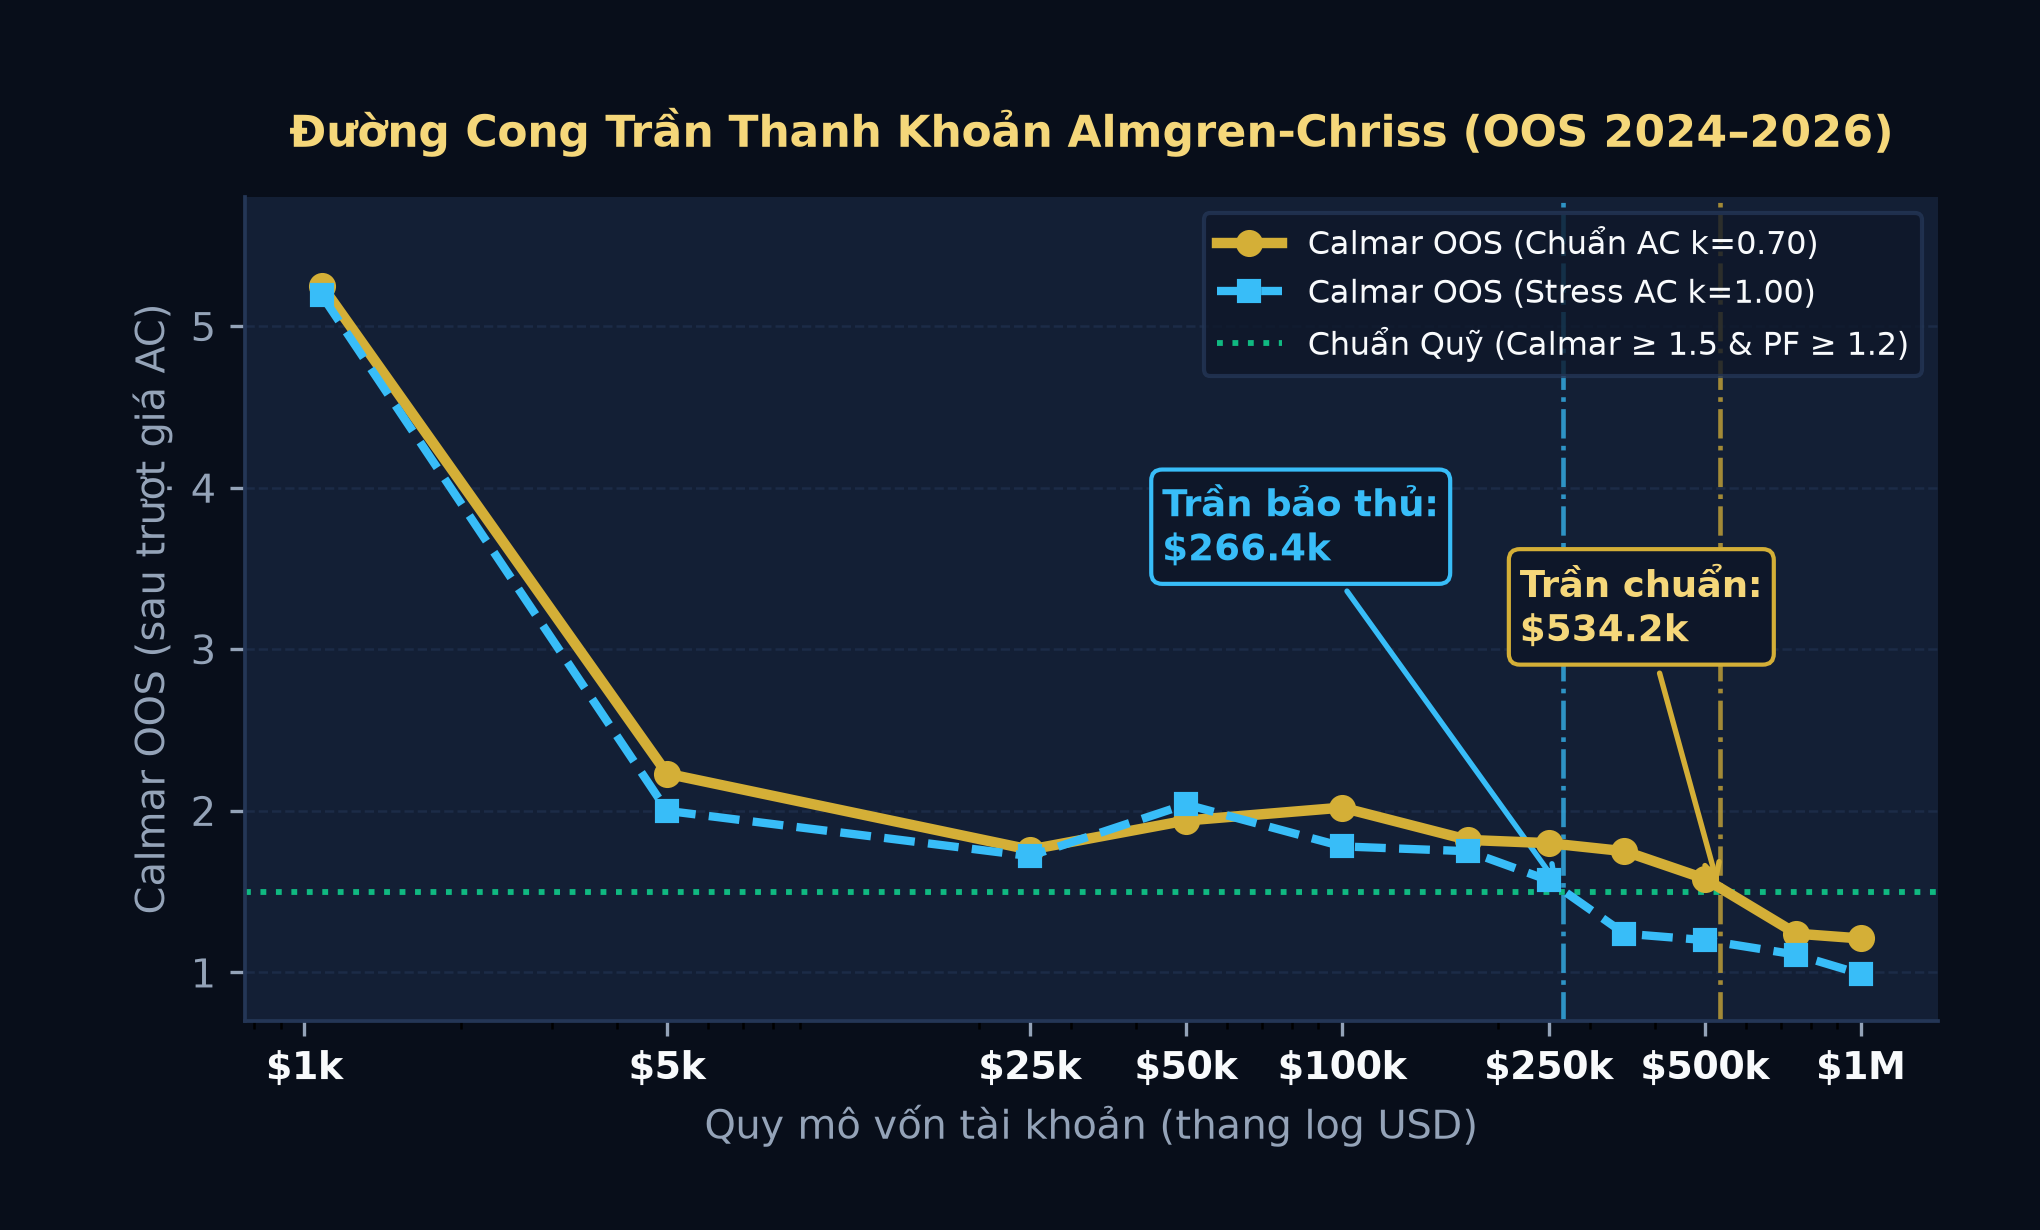 Đường Cong Trần Thanh Khoản Almgren-Chriss (OOS 2024–2026)
Calmar OOS (Chuẩn AC k=0.70)
Calmar OOS (Stress AC k=1.00)
Chuẩn Quỹ (Calmar ≥ 1.5 & PF ≥ 1.2)
Calmar OOS (sau trượt giá AC)
5
4
3
2
1
Trần bảo thủ:
$266.4k
Trần chuẩn:
$534.2k
$1k $5k $25k $50k $100k $250k $500k $1M
Quy mô vốn tài khoản (thang log USD)